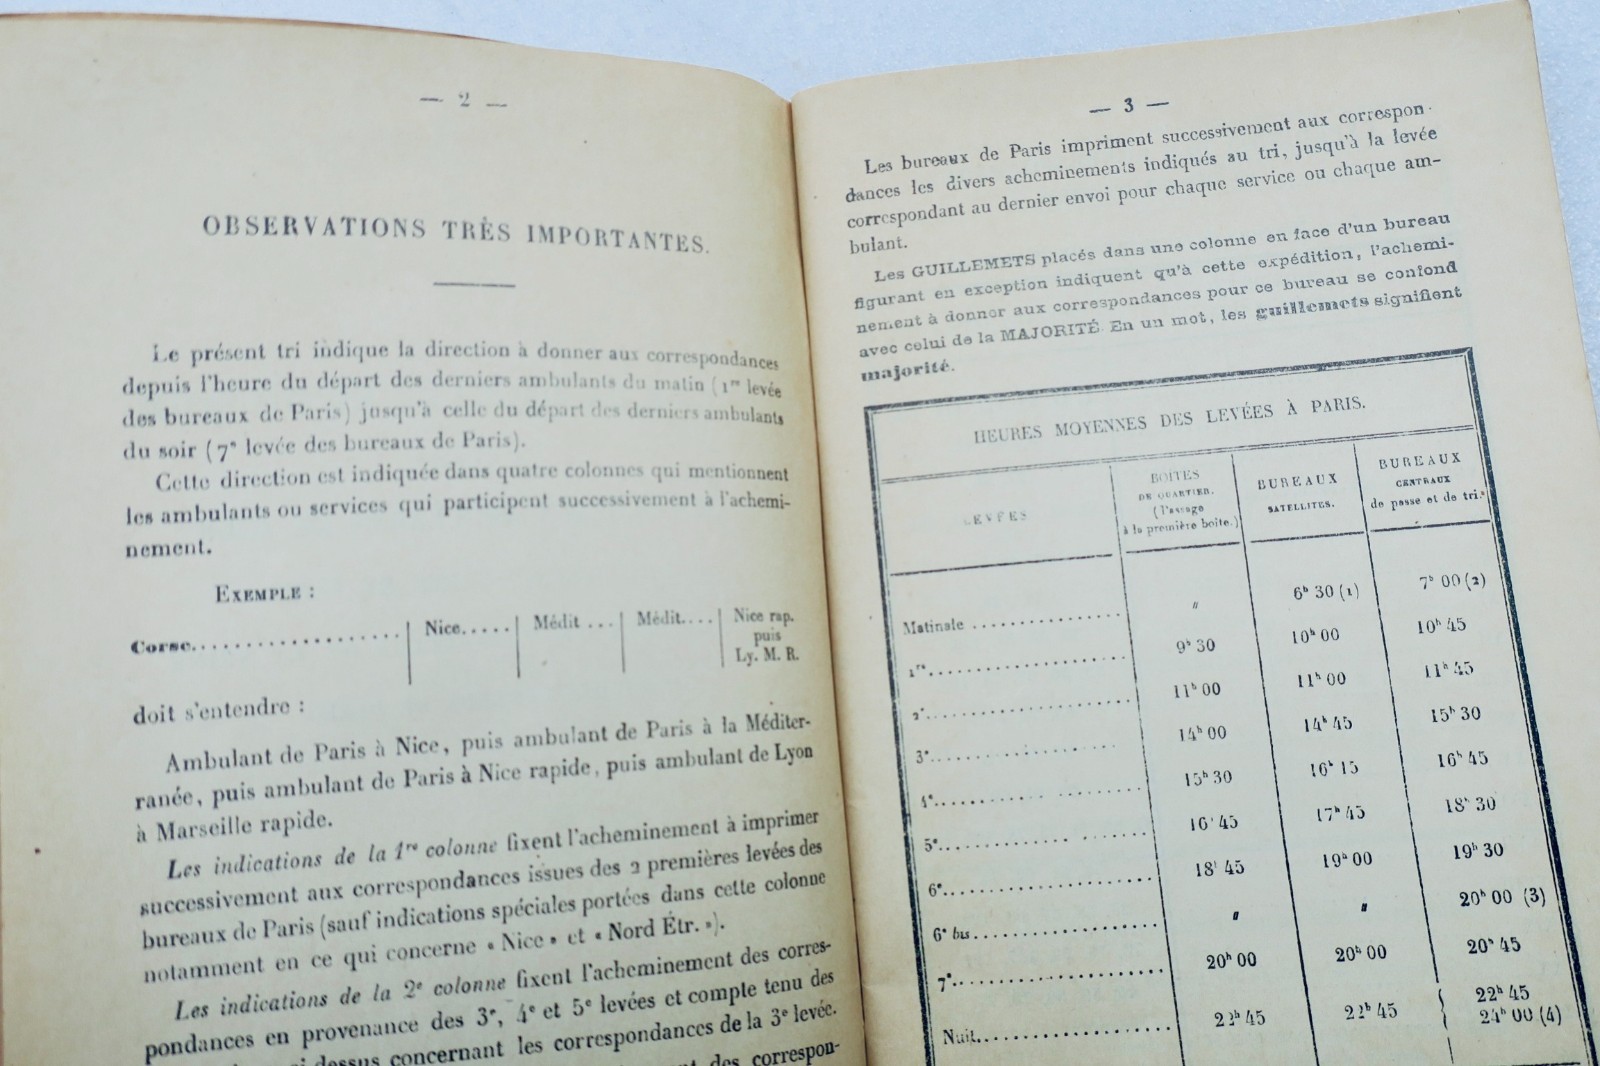 — 2 —
OBSERVATIONS TRÈS IMPORTANTES.
Le présent tri indique la direction à donner aux correspondances
depuis l'heure du départ des derniers ambulants du matin (1re levée
des bureaux de Paris) jusqu'à celle du départ des derniers ambulants
du soir (7e levée des bureaux de Paris).
Cette direction est indiquée dans quatre colonnes qui mentionnent
les ambulants ou services qui participent successivement à l'achemi-
nement.
EXEMPLE :
Corse.................... Nice..... Médit ... Médit.... Nice rap.
puis
Ly. M. R.
doit s'entendre :
Ambulant de Paris à Nice, puis ambulant de Paris à la Méditer-
ranée, puis ambulant de Paris à Nice rapide, puis ambulant de Lyon
à Marseille rapide.
Les indications de la 1re colonne fixent l'acheminement à imprimer
successivement aux correspondances issues des 2 premières levées des
bureaux de Paris (sauf indications spéciales portées dans cette colonne
notamment en ce qui concerne « Nice » et « Nord Étr. »).
Les indications de la 2e colonne fixent l'acheminement des corres-
pondances en provenance des 3e, 4e et 5e levées et compte tenu des
dessus concernant les correspondances de la 3e levée.
des correspon-
— 3 —
Les bureaux de Paris impriment successivement aux correspon-
dances les divers acheminements indiqués au tri, jusqu'à la levée
correspondant au dernier envoi pour chaque service ou chaque am-
bulant.
Les GUILLEMETS placés dans une colonne en face d'un bureau
figurant en exception indiquent qu'à cette expédition, l'achemi-
nement à donner aux correspondances pour ce bureau se confond
avec celui de la MAJORITÉ. En un mot, les guillemets signifient
majorité.
HEURES MOYENNES DES LEVÉES À PARIS.
LEVÉES
BOITES
DE QUARTIER.
(Passage
à la première boite.)
BUREAUX
SATELLITES.
BUREAUX
CENTRAUX
de passe et de tri.
Matinale ................ " 6h 30 (1) 7h 00 (2)
1re........................ 9h 30 10h 00 10h 45
2e......................... 11h 00 11h 00 11h 45
3e......................... 14h 00 14h 45 15h 30
4e......................... 15h 30 16h 15 16h 45
5e......................... 16h 45 17h 45 18h 30
6e......................... 18h 45 19h 00 19h 30
6e bis..................... " " 20h 00 (3)
7e......................... 20h 00 20h 00 20h 45
Nuit....................... 22h 45 22h 45 { 22h 45
24h 00 (4)